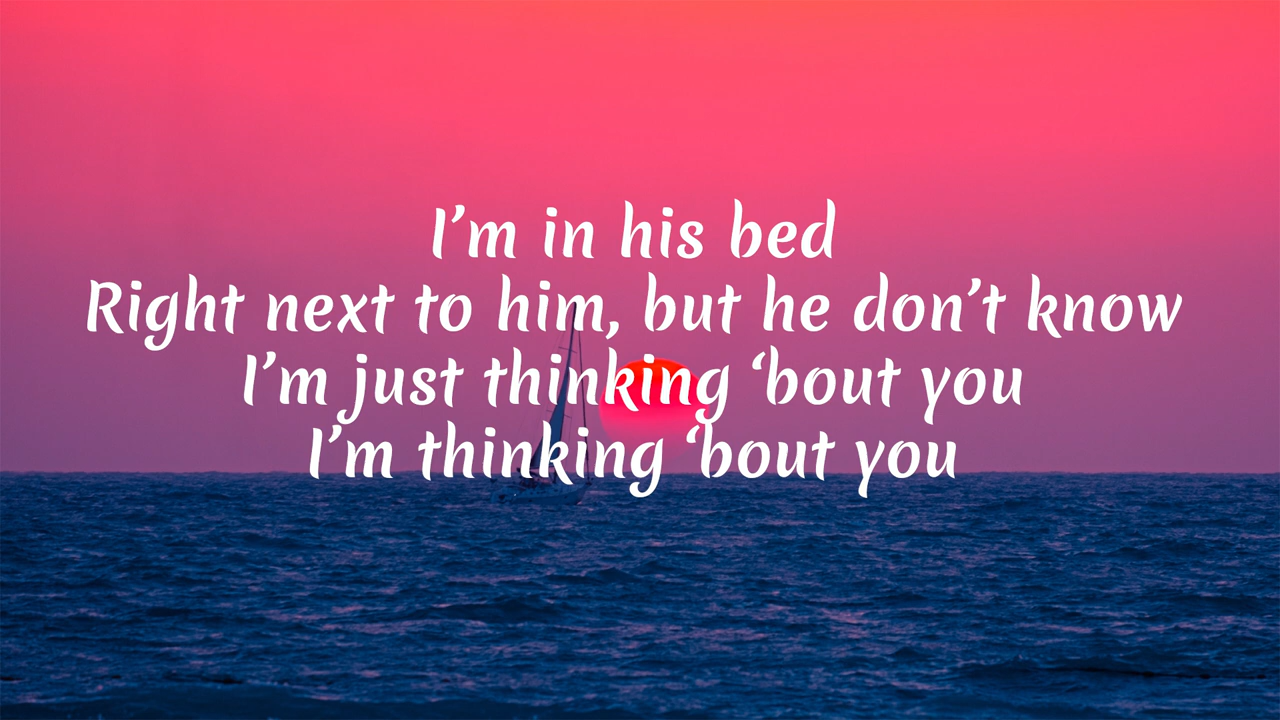 I’m in his bed
Right next to him, but he don’t know
I’m just thinking ‘bout you
I’m thinking ‘bout you